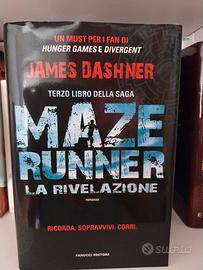 UN MUST PER I FAN DI
HUNGER GAMES E DIVERGENT
JAMES DASHNER
TERZO LIBRO DELLA SAGA
MAZE
RUNNER
LA RIVELAZIONE
romanzo
RICORDA. SOPRAVVIVI. CORRI.
FANUCCI EDITORE
subito